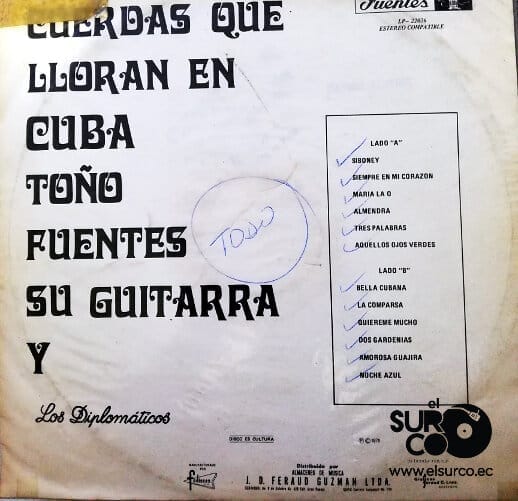 CUERDAS QUE
LLORAN EN
CUBA
TOÑO
FUENTES
SU GUITARRA
Y
Los Diplomáticos
Fuentes
LP-22026
ESTEREO COMPATIBLE
TODO
LADO "A"
SIBONEY
SIEMPRE EN MI CORAZON
MARIA LA O
ALMENDRA
TRES PALABRAS
AQUELLOS OJOS VERDES
LADO "B"
BELLA CUBANA
LA COMPARSA
QUIEREME MUCHO
DOS GARDENIAS
AMOROSA GUAJIRA
NOCHE AZUL
el
SURCO
www.elsurco.ec
DISCO ES CULTURA
Distribuido por
ALMACENES DE MUSICA
J. D. FERAUD GUZMAN LTDA.